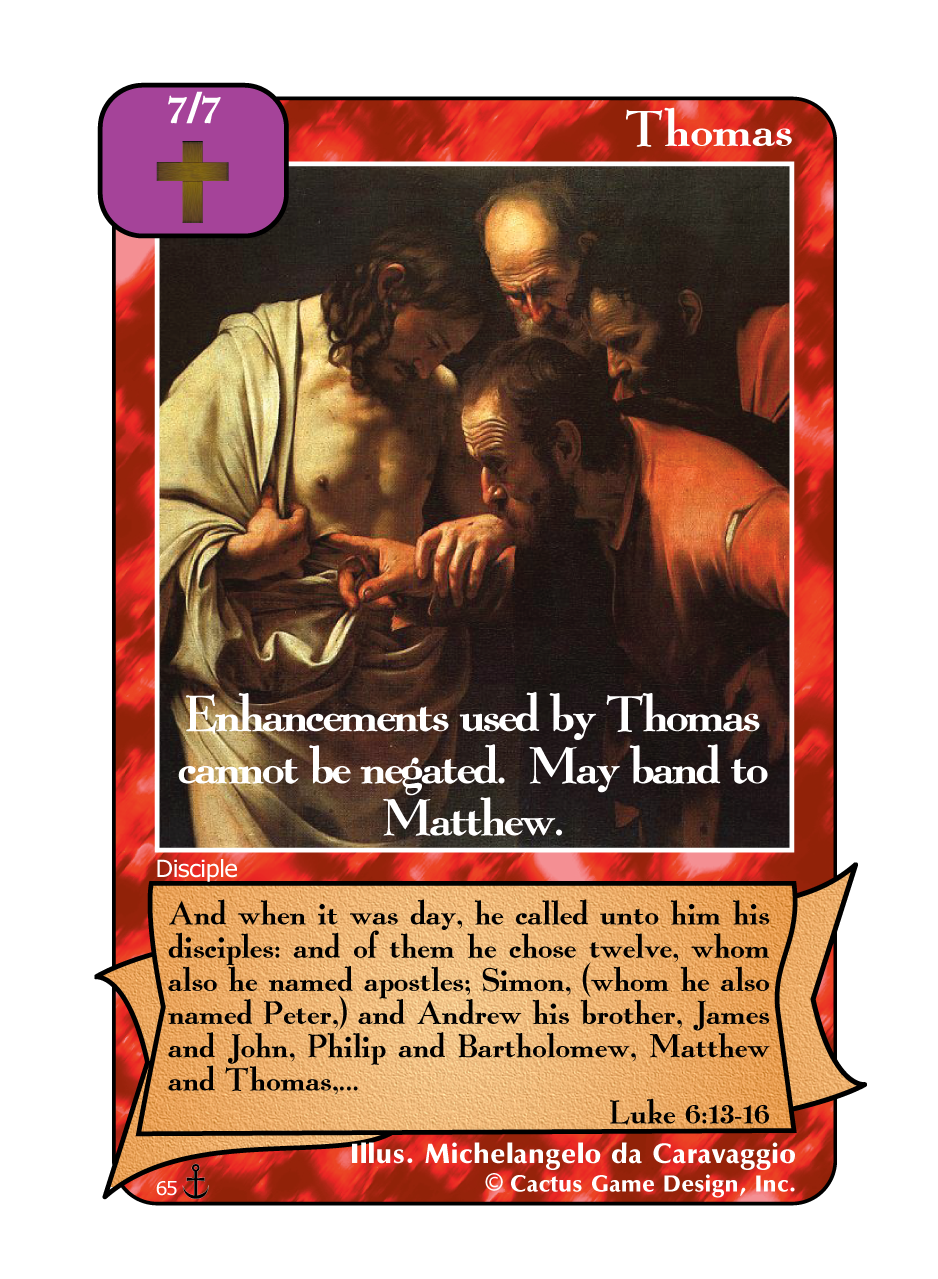 7/7
Thomas
Enhancements used by Thomas
cannot be negated. May band to
Matthew.
Disciple
And when it was day, he called unto him his
disciples: and of them he chose twelve, whom
also he named apostles; Simon, (whom he also
named Peter,) and Andrew his brother, James
and John, Philip and Bartholomew, Matthew
and Thomas,...
Luke 6:13-16
Illus. Michelangelo da Caravaggio
65
© Cactus Game Design, Inc.